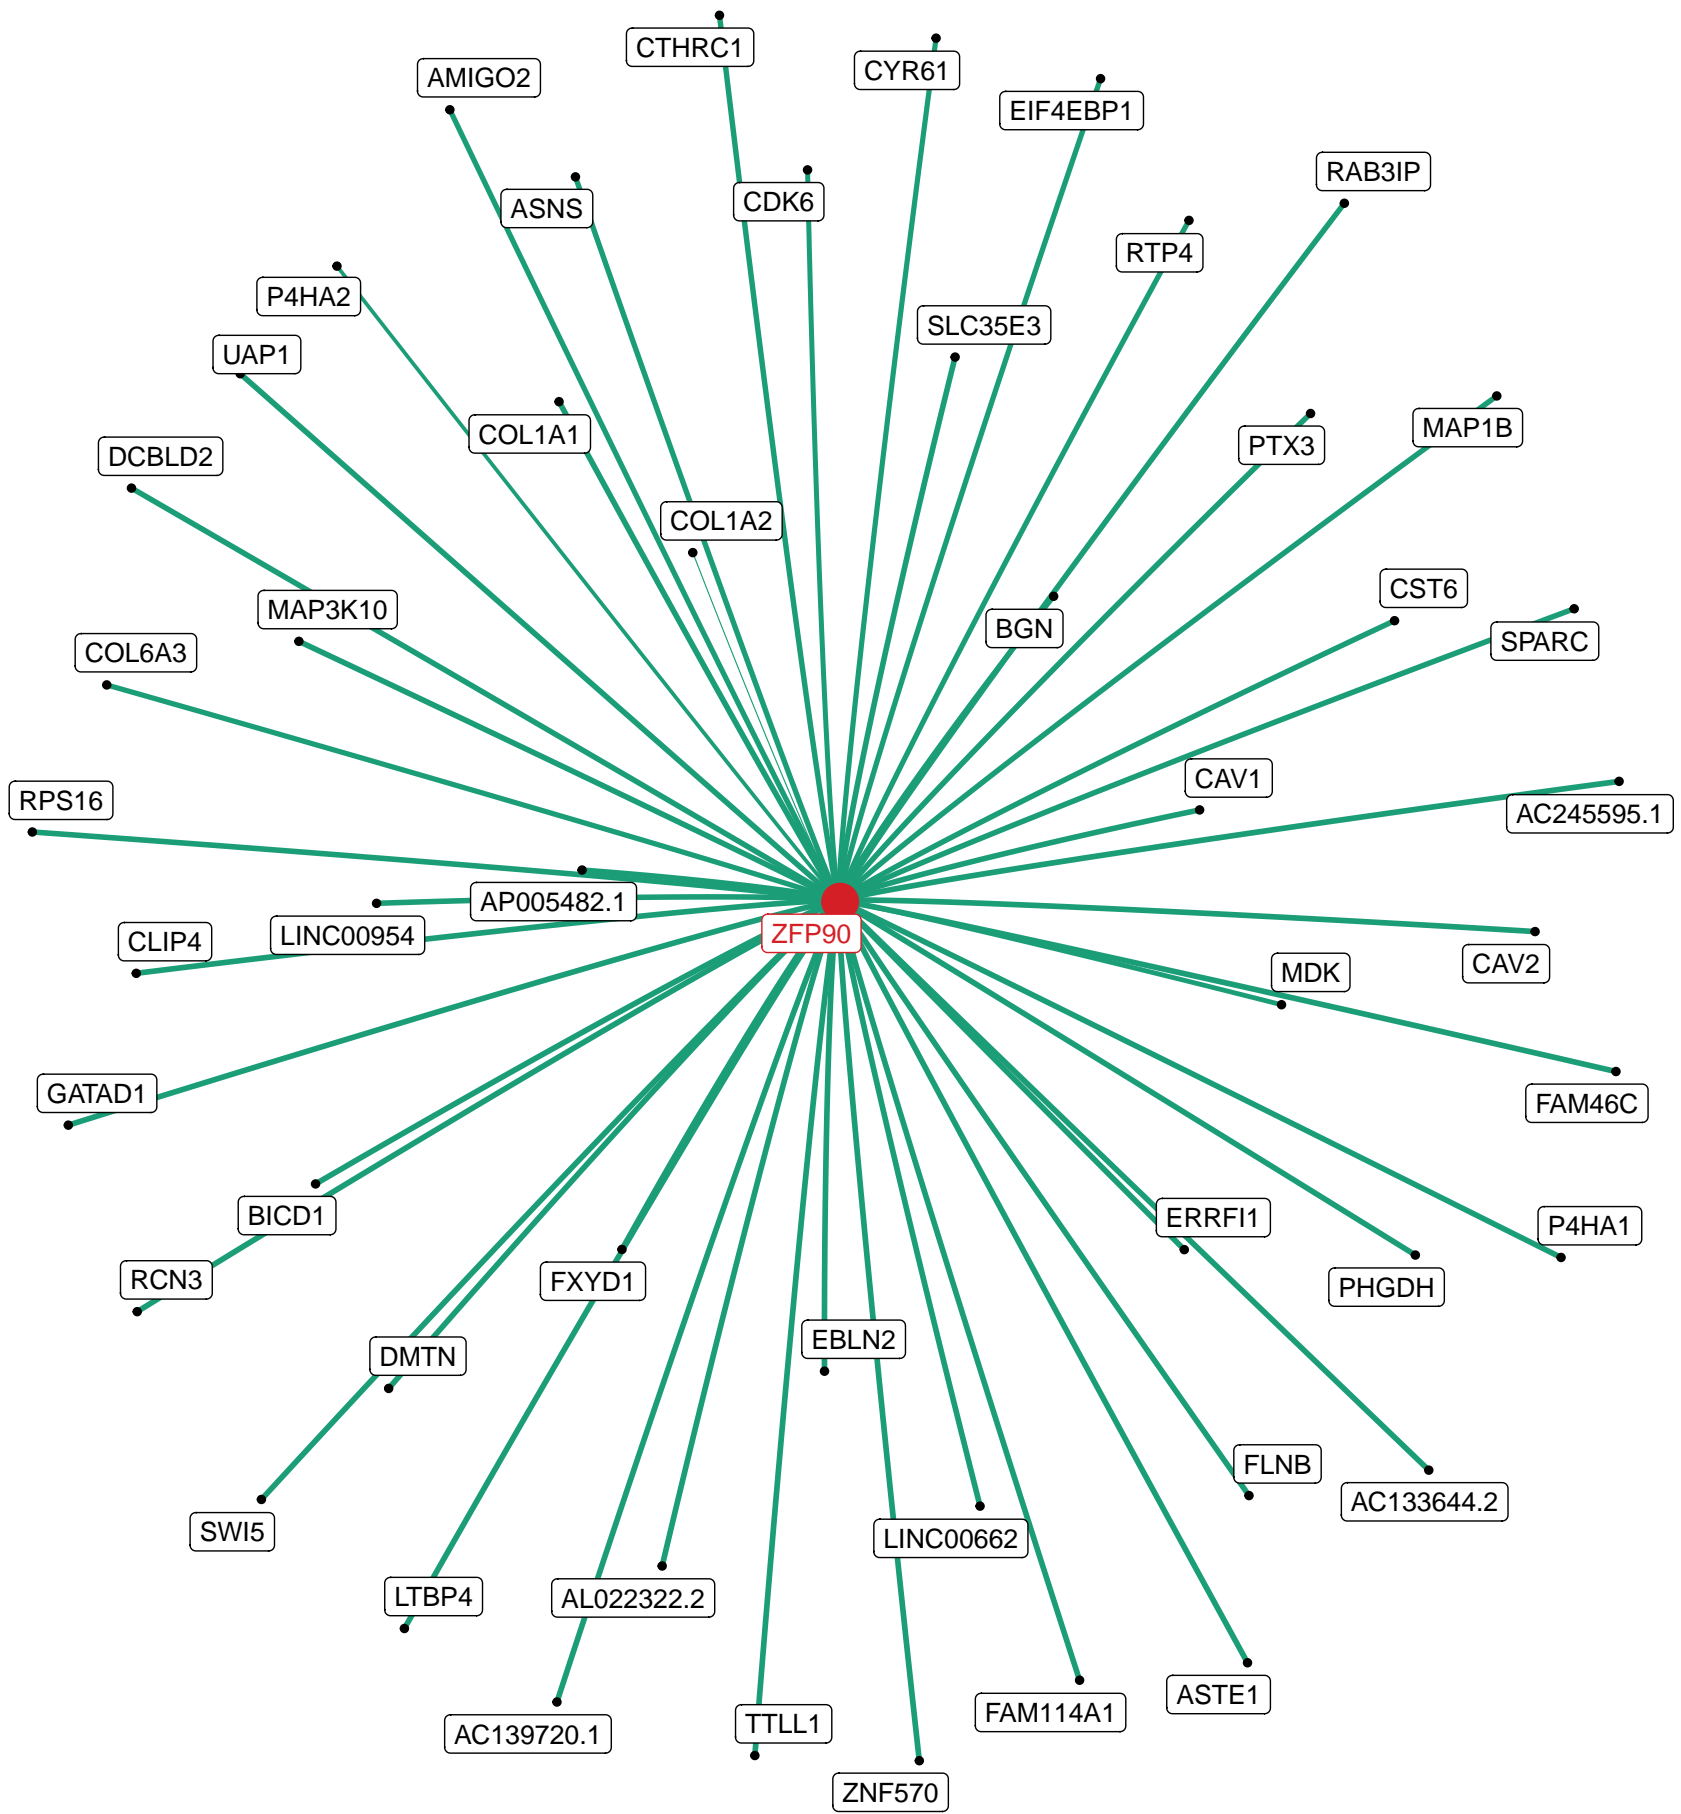 CTHRC1
CYR61
AMIGO2
EIF4EBP1
RAB3IP
CDK6
ASNS
RTP4
P4HA2
SLC35E3
UAP1
MAP1B
COL1A1
PTX3
DCBLD2
COL1A2
CST6
MAP3K10
BGN
SPARC
COL6A3
CAV1
RPS16
AC245595.1
AP005482.1
ZFP90
LINC00954
CLIP4
CAV2
MDK
GATAD1
FAM46C
BICD1
ERRFI1
P4HA1
RCN3
FXYD1
PHGDH
EBLN2
DMTN
FLNB
AC133644.2
SWI5
LINC00662
LTBP4
AL022322.2
ASTE1
FAM114A1
TTLL1
AC139720.1
ZNF570